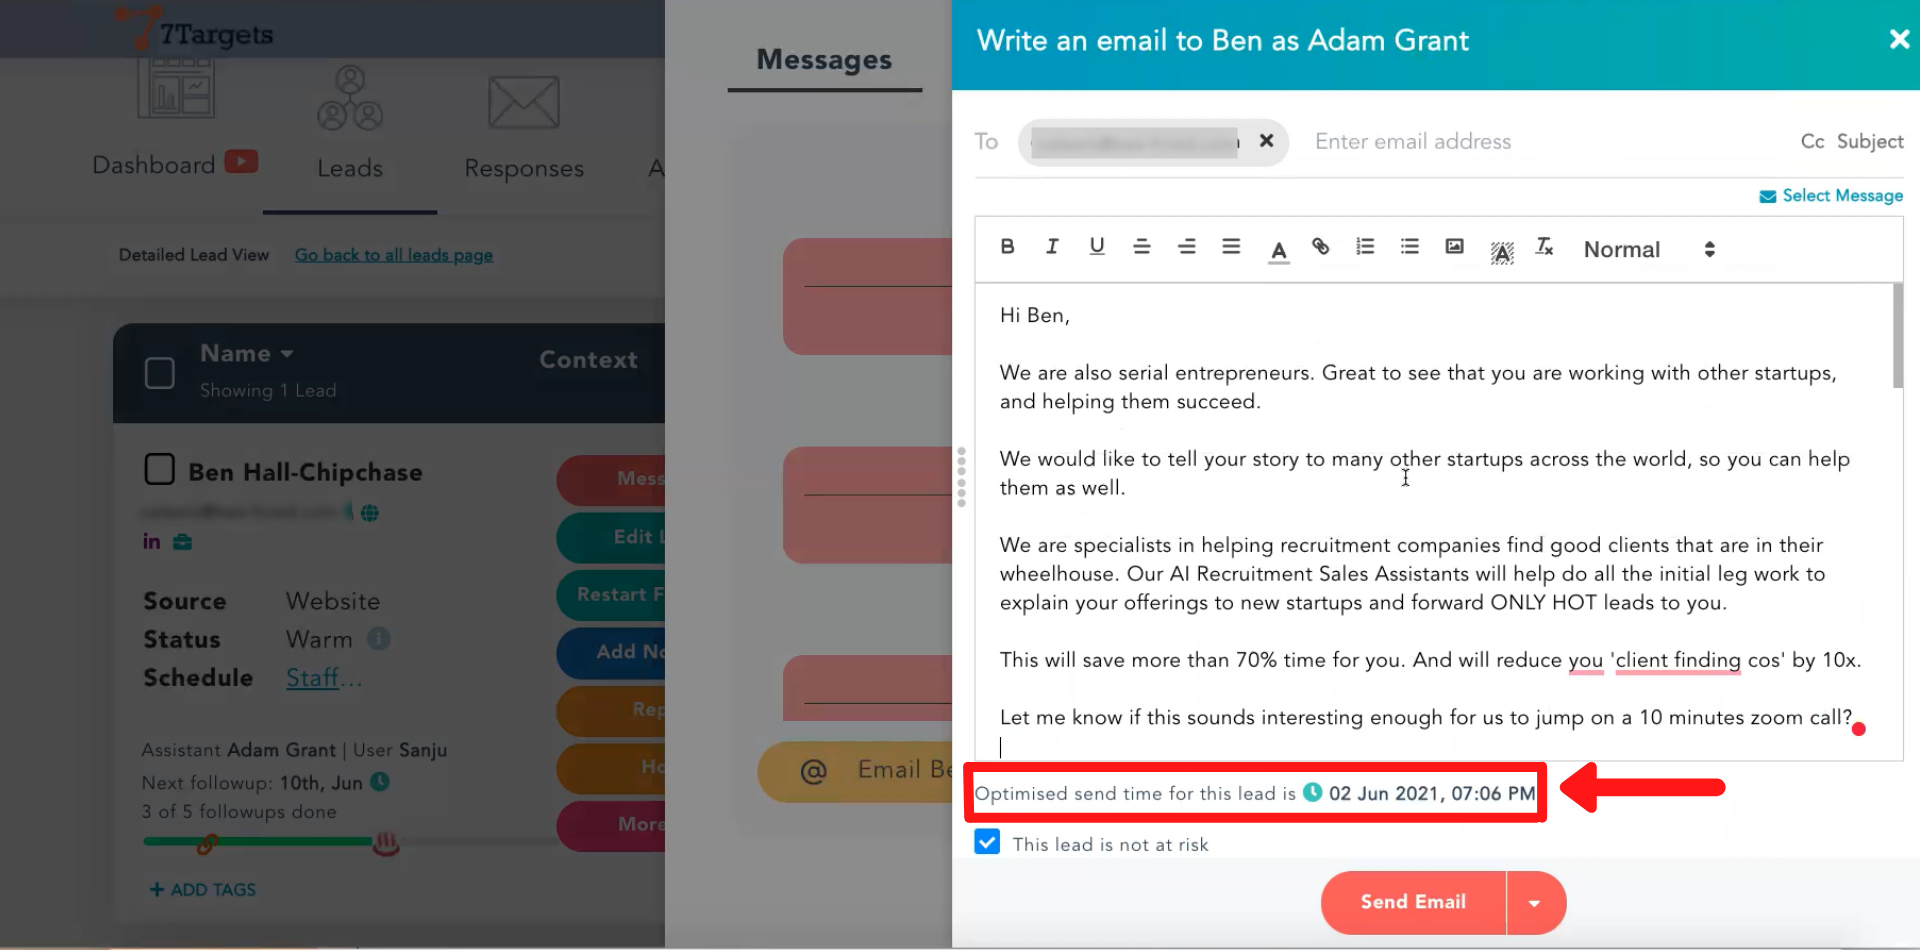 7Targets
Dashboard
Leads
Responses
A
Detailed Lead View
Go back to all leads page
Name
Showing 1 Lead
Context
Ben Hall-Chipchase
in
Source Website
Status Warm
Schedule Staff...
Assistant Adam Grant | User Sanju
Next followup: 10th, Jun
3 of 5 followups done
+ ADD TAGS
Mess
Edit L
Restart F
Add No
Rep
Ho
More
Messages
@ Email Be
Write an email to Ben as Adam Grant
To
Enter email address
Cc Subject
Select Message
B I U A A Tx Normal
Hi Ben,
We are also serial entrepreneurs. Great to see that you are working with other startups,
and helping them succeed.
We would like to tell your story to many other startups across the world, so you can help
them as well.
We are specialists in helping recruitment companies find good clients that are in their
wheelhouse. Our AI Recruitment Sales Assistants will help do all the initial leg work to
explain your offerings to new startups and forward ONLY HOT leads to you.
This will save more than 70% time for you. And will reduce you 'client finding cos' by 10x.
Let me know if this sounds interesting enough for us to jump on a 10 minutes zoom call?
Optimised send time for this lead is 02 Jun 2021, 07:06 PM
This lead is not at risk
Send Email